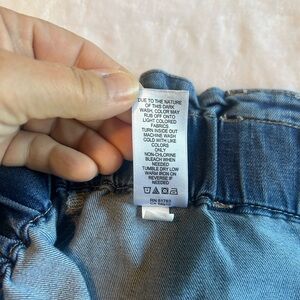 DUE TO THE NATURE
OF THIS DARK
WASH, COLOR MAY
RUB OFF ONTO
LIGHT COLORED
FABRICS
TURN INSIDE OUT
MACHINE WASH
COLD WITH LIKE
COLORS
ONLY
NON-CHLORINE
BLEACH WHEN
NEEDED
TUMBLE DRY LOW
WARM IRON ON
REVERSE IF
NEEDED